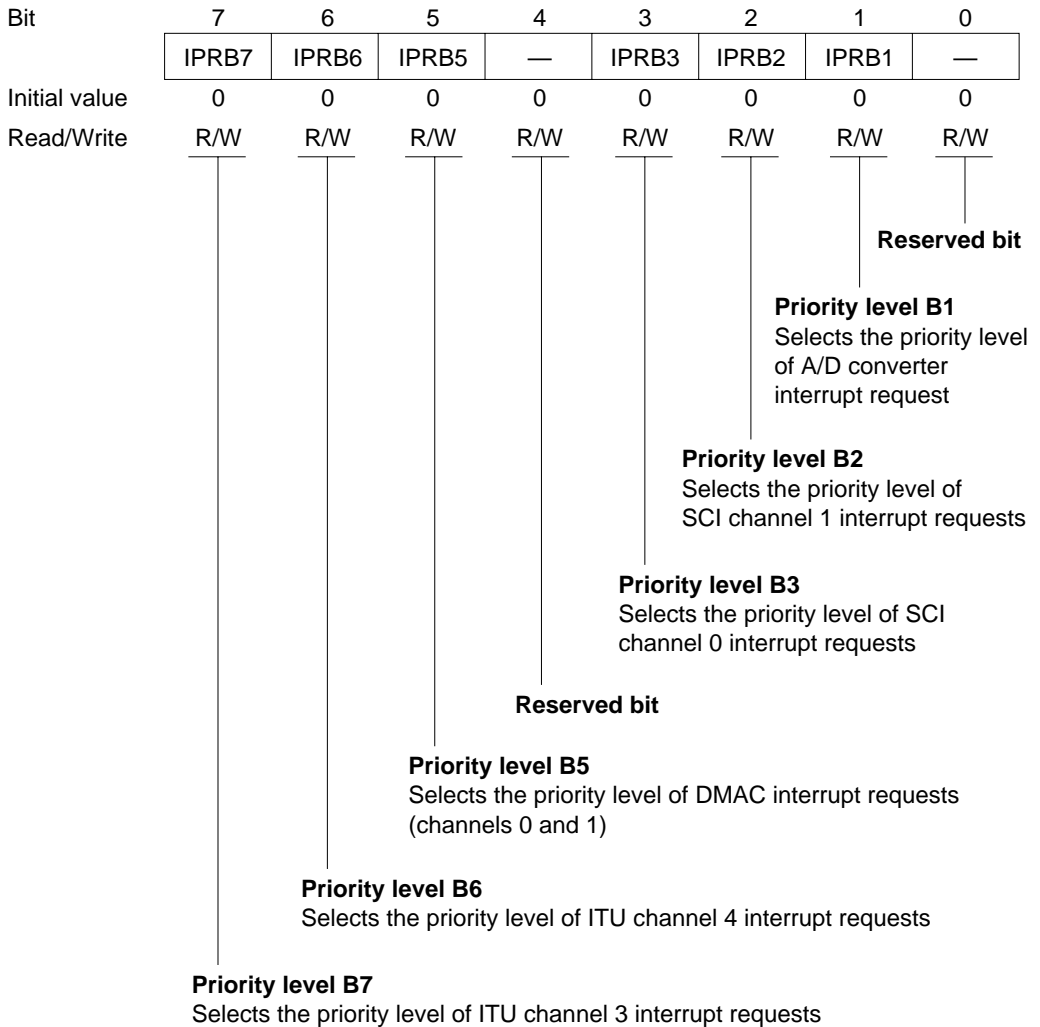 Bit 7 6 5 4 3 2 1 0
IPRB7 IPRB6 IPRB5 — IPRB3 IPRB2 IPRB1 —
Initial value 0 0 0 0 0 0 0 0
Read/Write R/W R/W R/W R/W R/W R/W R/W R/W
Reserved bit
Priority level B1
Selects the priority level
of A/D converter
interrupt request
Priority level B2
Selects the priority level of
SCI channel 1 interrupt requests
Priority level B3
Selects the priority level of SCI
channel 0 interrupt requests
Reserved bit
Priority level B5
Selects the priority level of DMAC interrupt requests
(channels 0 and 1)
Priority level B6
Selects the priority level of ITU channel 4 interrupt requests
Priority level B7
Selects the priority level of ITU channel 3 interrupt requests